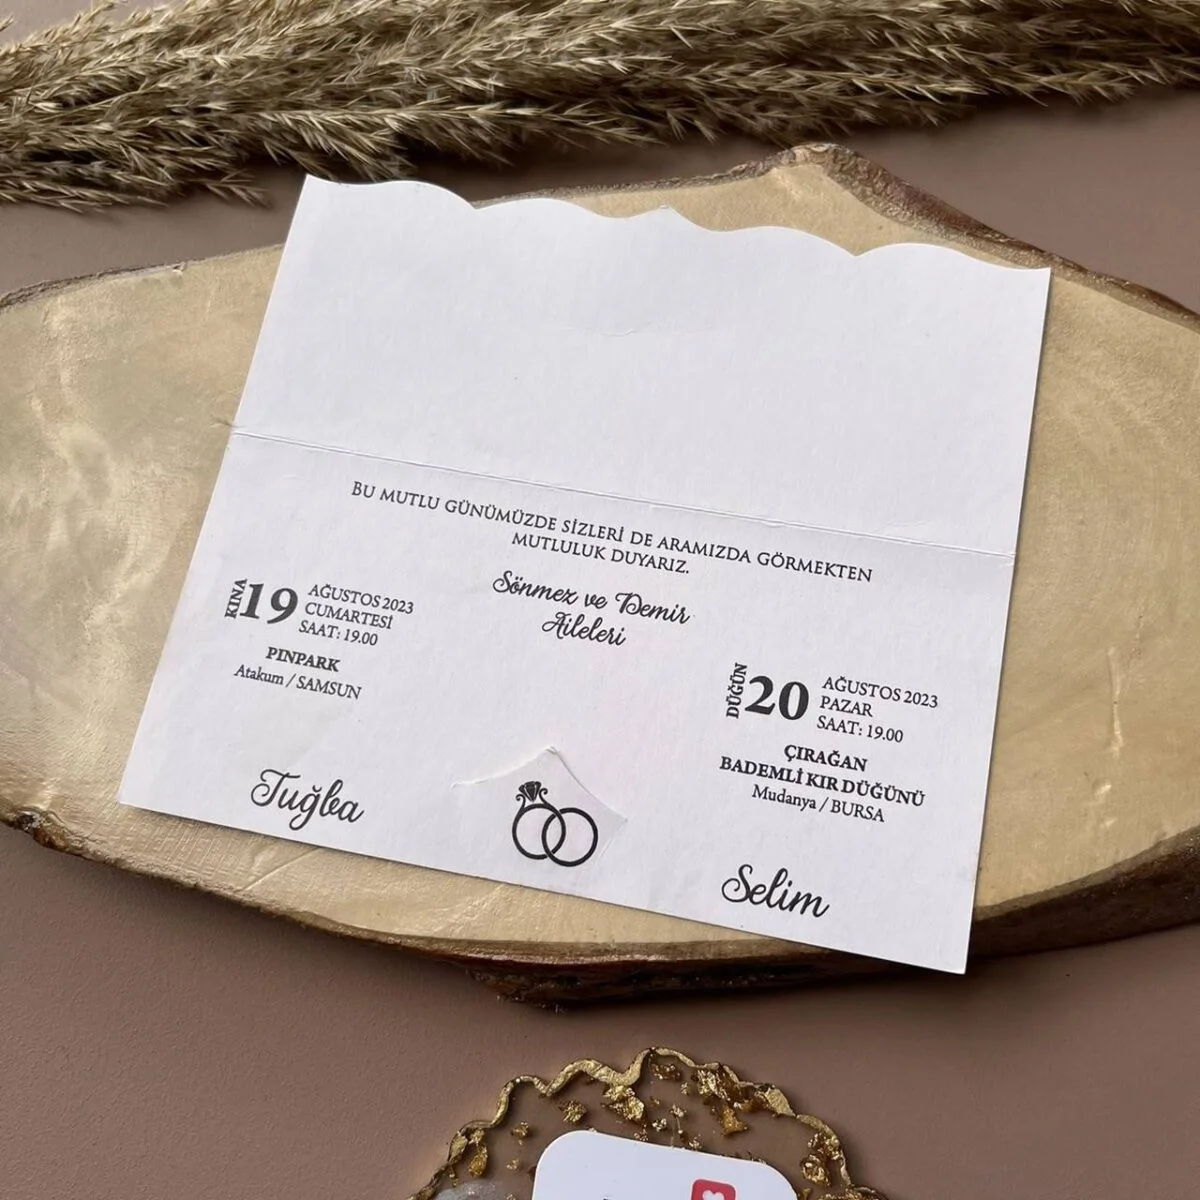 BU MUTLU GÜNÜMÜZDE SİZLERİ DE ARAMIZDA GÖRMEKTEN
MUTLULUK DUYARIZ.
Sönmez ve Demir
Aileleri
KINA
19
AĞUSTOS 2023
CUMARTESİ
SAAT: 19.00
PINPARK
Atakum / SAMSUN
DÜĞÜN
20
AĞUSTOS 2023
PAZAR
SAAT: 19.00
ÇIRAĞAN
BADEMLİ KIR DÜĞÜNÜ
Mudanya / BURSA
Tuğba
Selim